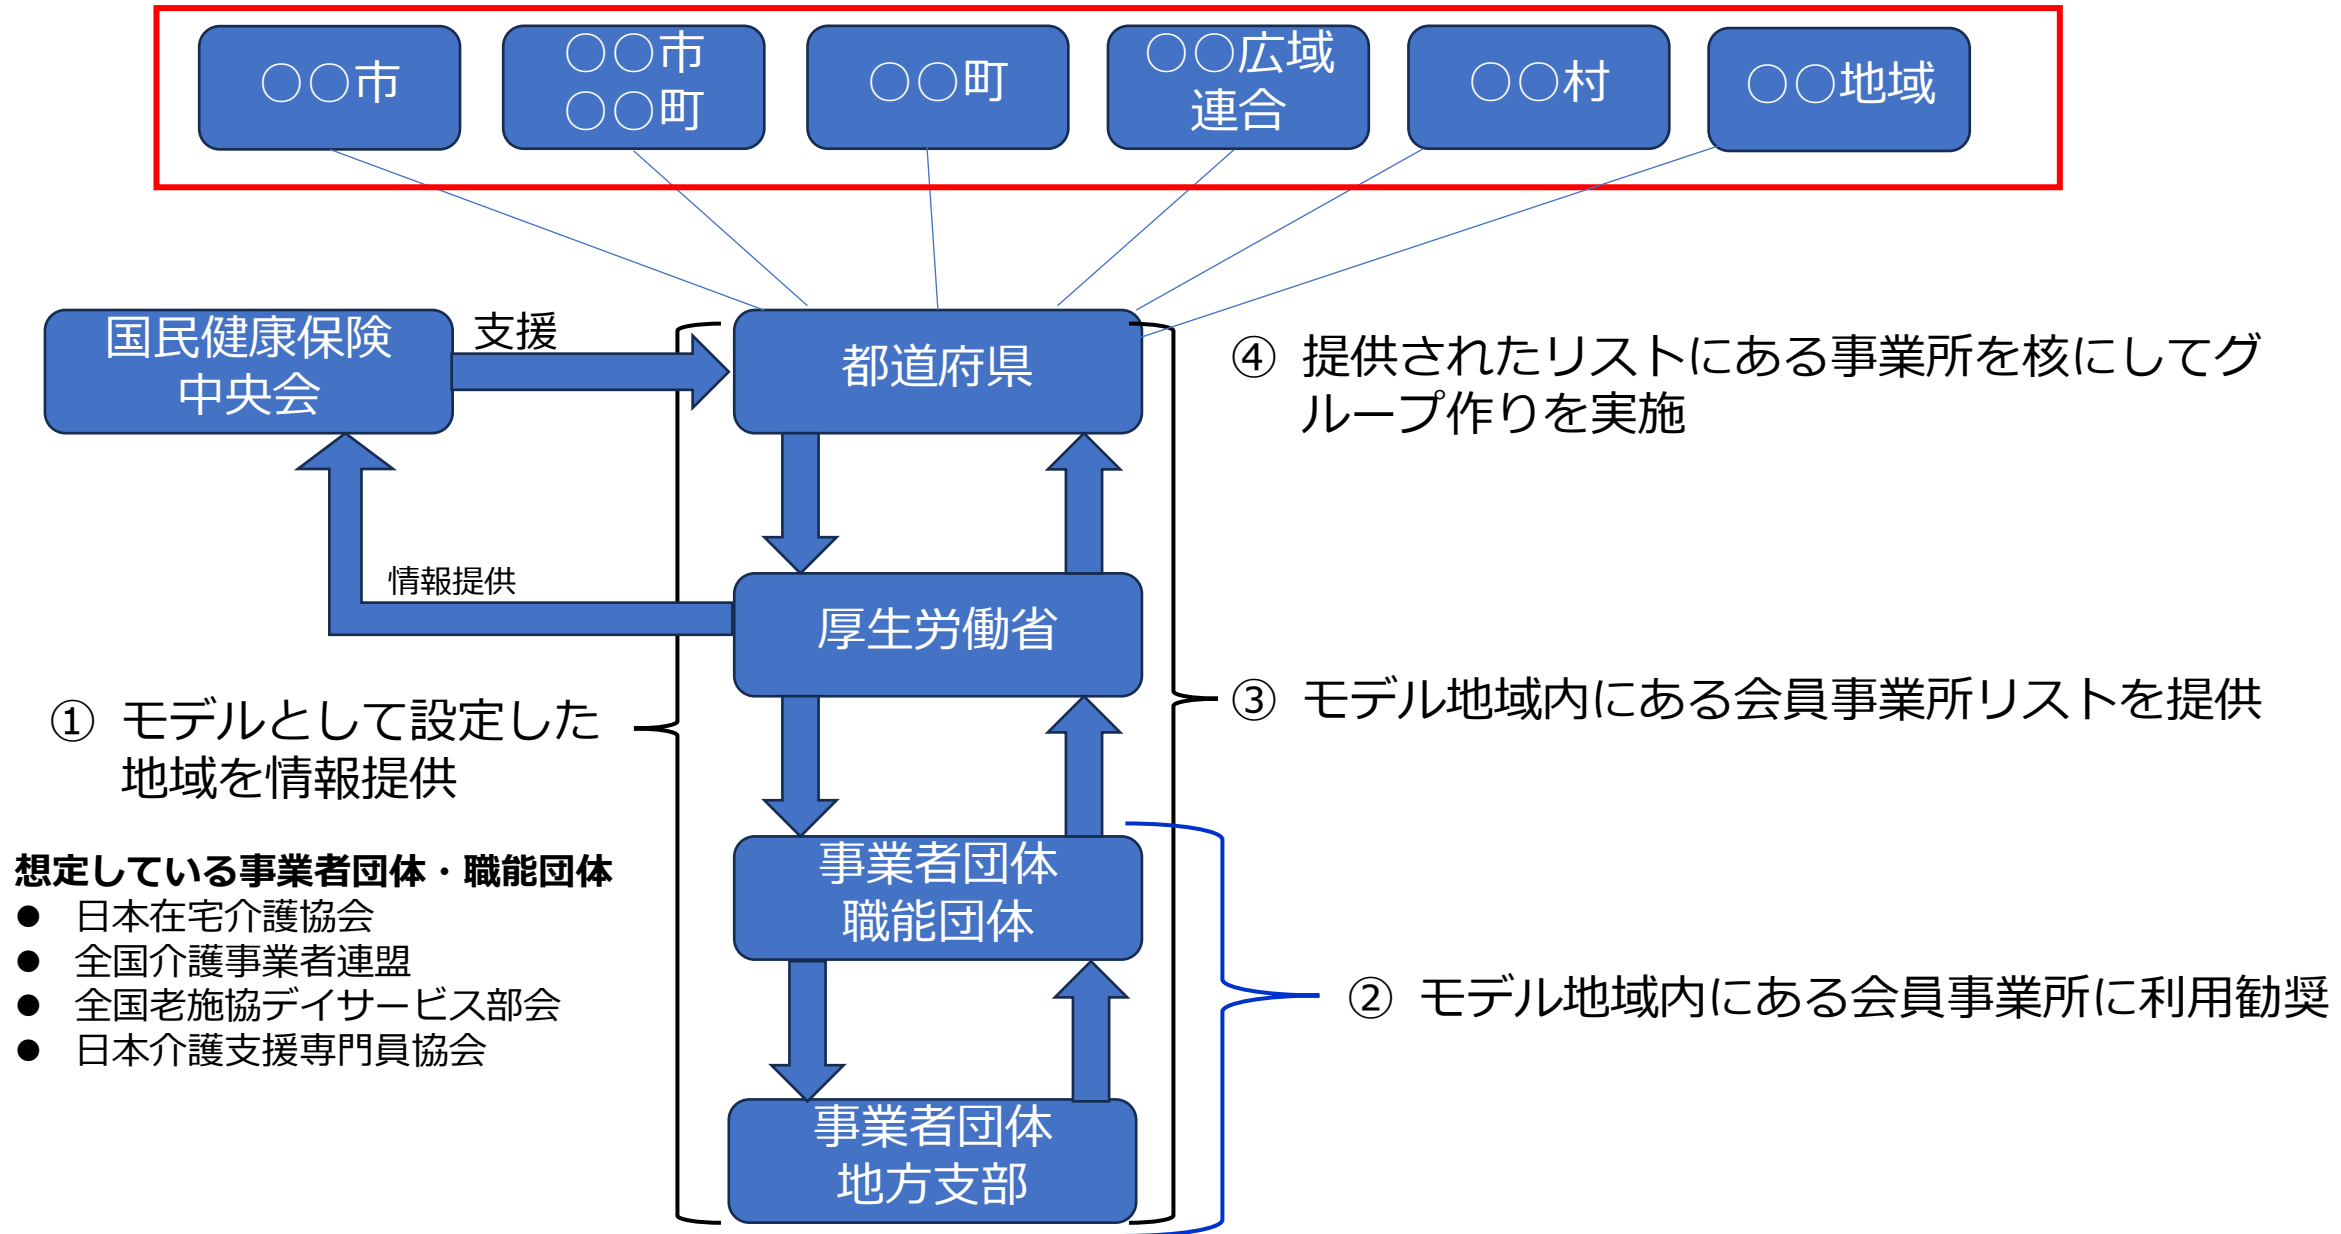 ○○市
○○市
○○町
○○町
○○広域
連合
○○村
○○地域
国民健康保険
中央会
支援
都道府県
④ 提供されたリストにある事業所を核にしてグ
ループ作りを実施
情報提供
厚生労働省
① モデルとして設定した
地域を情報提供
③ モデル地域内にある会員事業所リストを提供
想定している事業者団体・職能団体
● 日本在宅介護協会
● 全国介護事業者連盟
● 全国老施協デイサービス部会
● 日本介護支援専門員協会
事業者団体
職能団体
② モデル地域内にある会員事業所に利用勧奨
事業者団体
地方支部